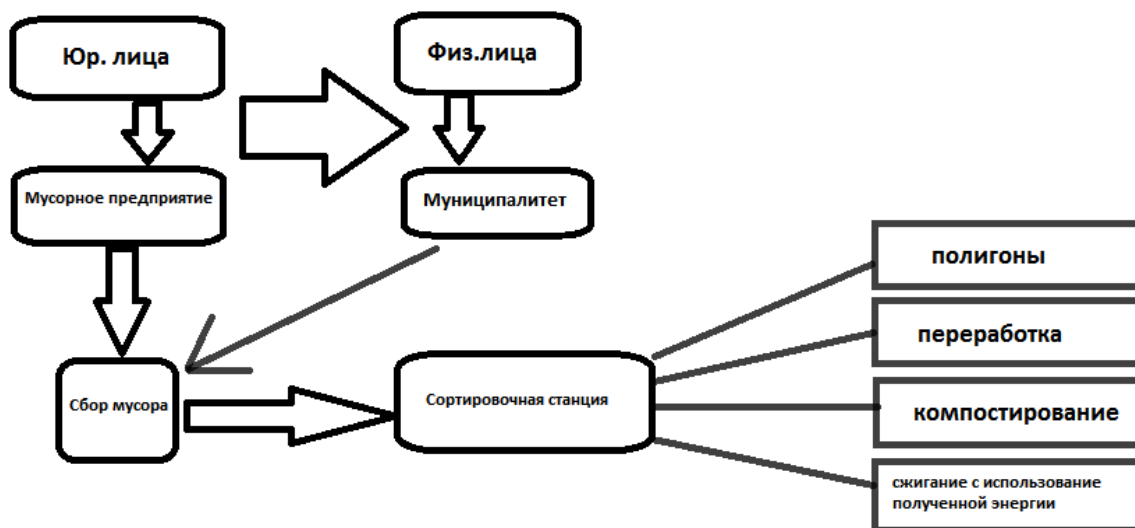 Юр. лица
Физ.лица
Мусорное предприятие
Муниципалитет
полигоны
переработка
Сбор мусора
Сортировочная станция
компостирование
сжигание с использование
полученной энергии